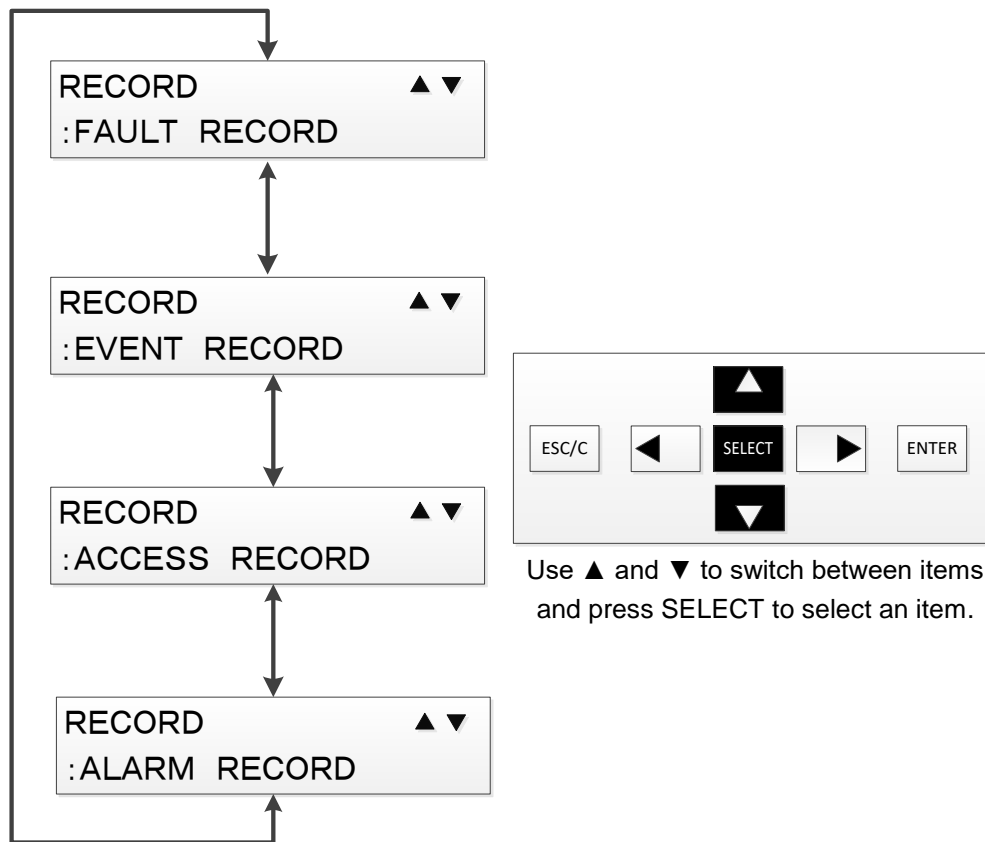 RECORD ▲ ▼
:FAULT RECORD
RECORD ▲ ▼
:EVENT RECORD
RECORD ▲ ▼
:ACCESS RECORD
RECORD ▲ ▼
:ALARM RECORD
ESC/C ◀ SELECT ▶ ENTER
Use ▲ and ▼ to switch between items
and press SELECT to select an item.